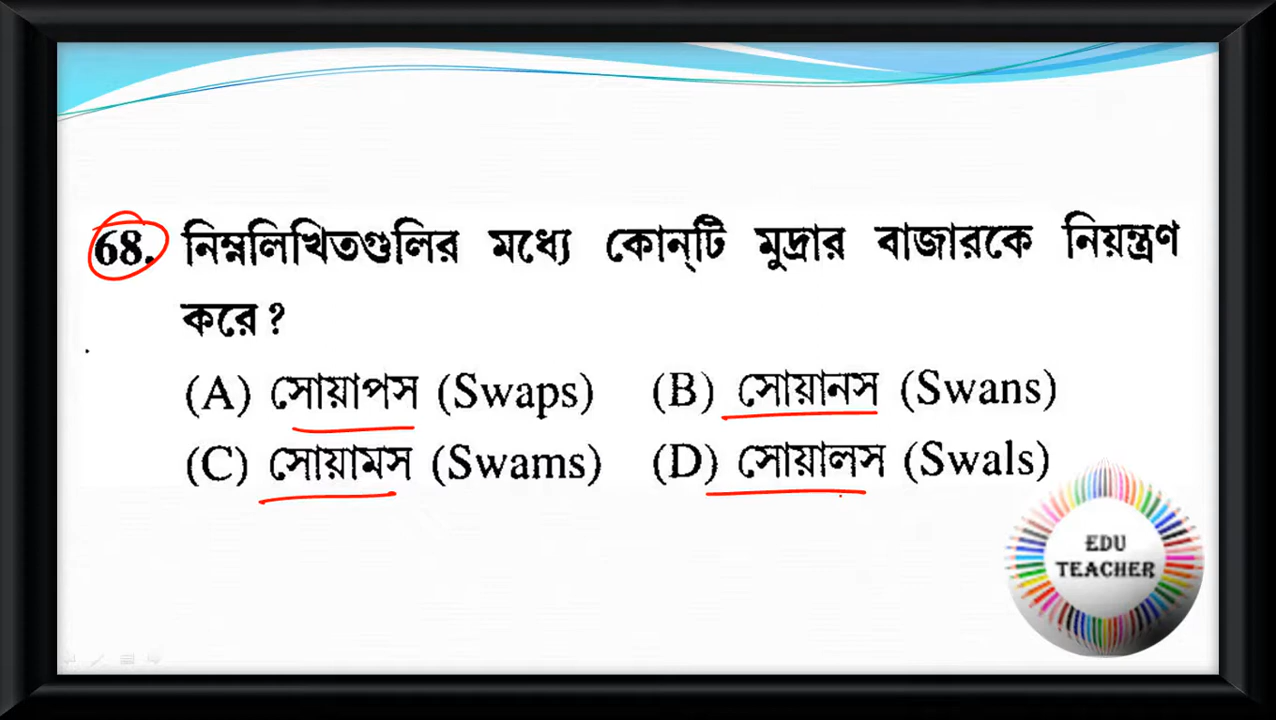 68. নিম্নলিখিতগুলির মধ্যে কোন্‌টি মুদ্রার বাজারকে নিয়ন্ত্রণ
করে ?
(A) সোয়াপস (Swaps) (B) সোয়ানস (Swans)
(C) সোয়ামস (Swams) (D) সোয়ালস (Swals)
EDU
TEACHER